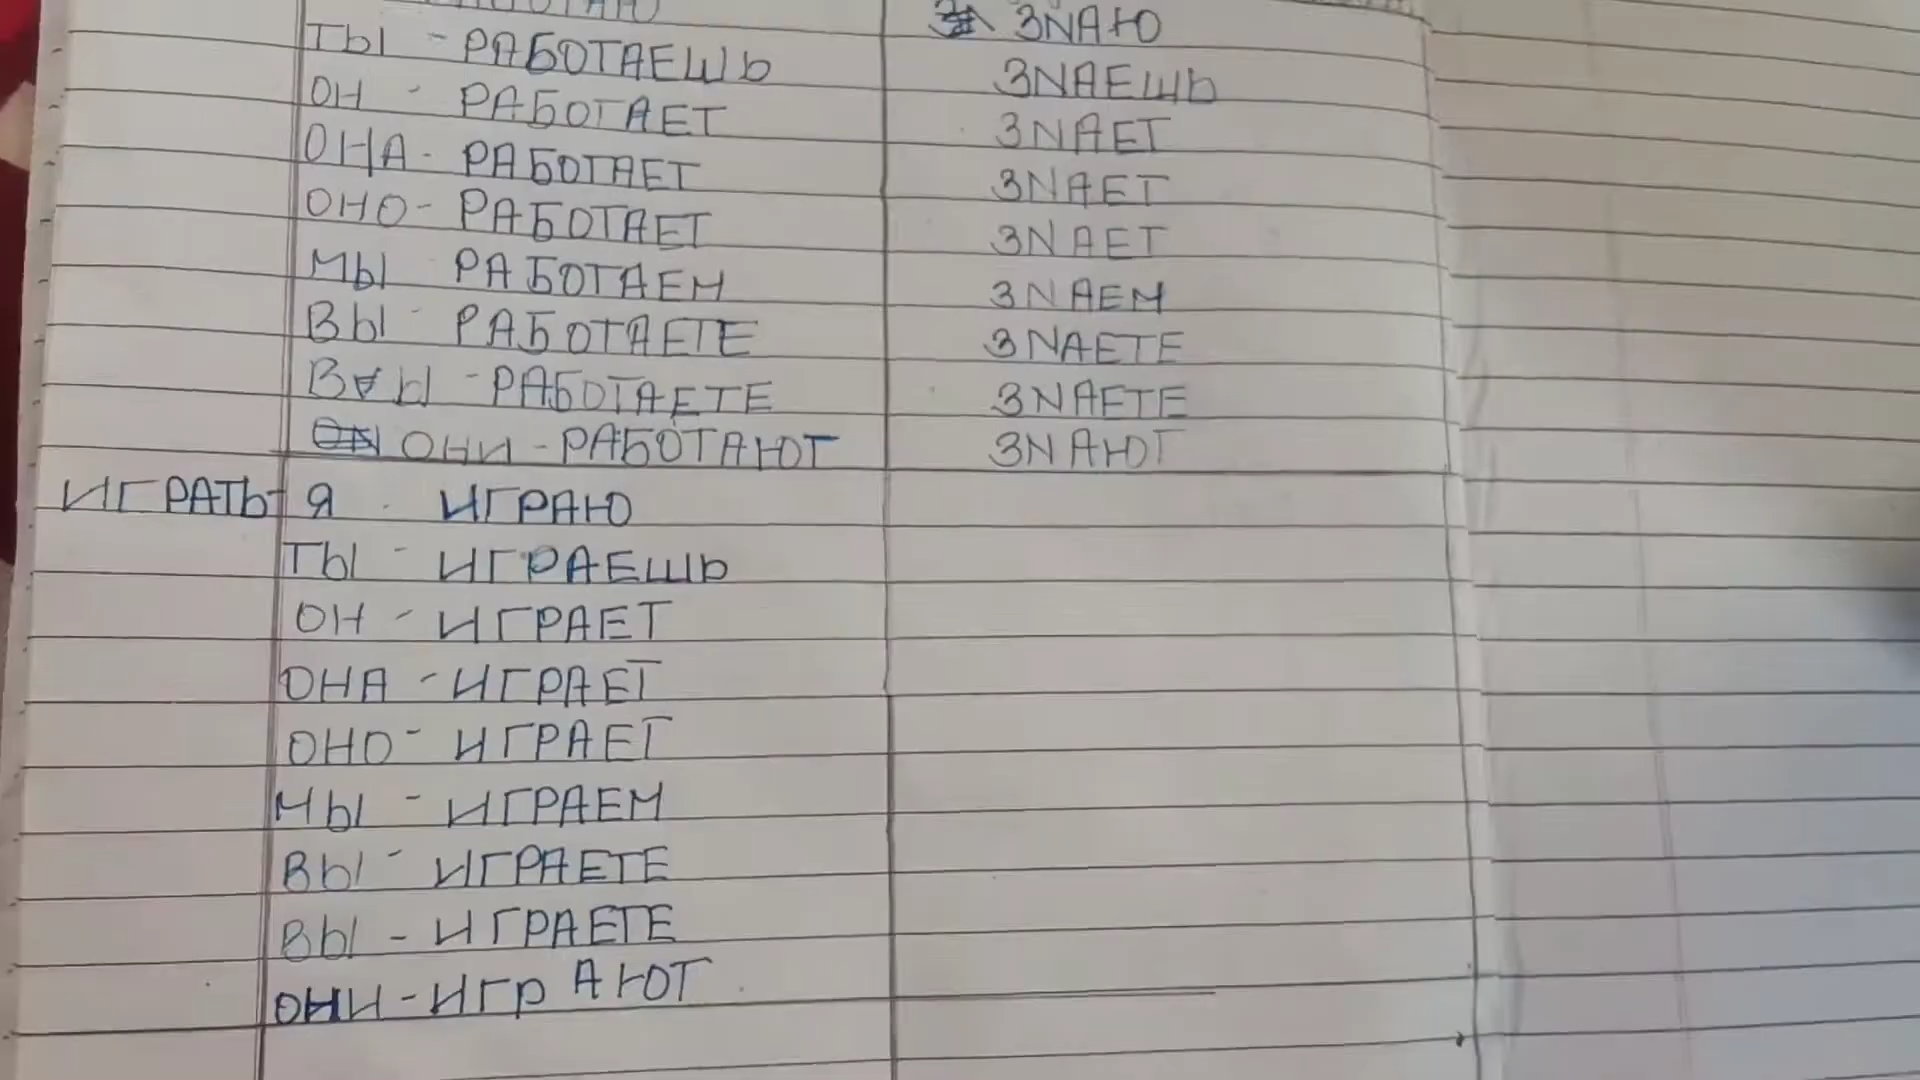 ЗNАЮ
ТЫ - РАБОТАЕШЬ ЗNАЕШЬ
ОН - РАБОТАЕТ ЗNАЕТ
ОНА - РАБОТАЕТ ЗNАЕТ
ОНО - РАБОТАЕТ ЗNАЕТ
МЫ РАБОТАЕМ ЗNАЕМ
ВЫ - РАБОТАЕТЕ ЗNАЕТЕ
ВЫ - РАБОТАЕТЕ ЗNАЕТЕ
ОНИ - РАБОТАЮТ ЗNАЮТ
ИГРАТЬ - Я - ИГРАЮ
ТЫ - ИГРАЕШЬ
ОН - ИГРАЕТ
ОНА - ИГРАЕТ
ОНО - ИГРАЕТ
МЫ - ИГРАЕМ
ВЫ - ИГРАЕТЕ
ВЫ - ИГРАЕТЕ
ОНИ - ИГРАЮТ